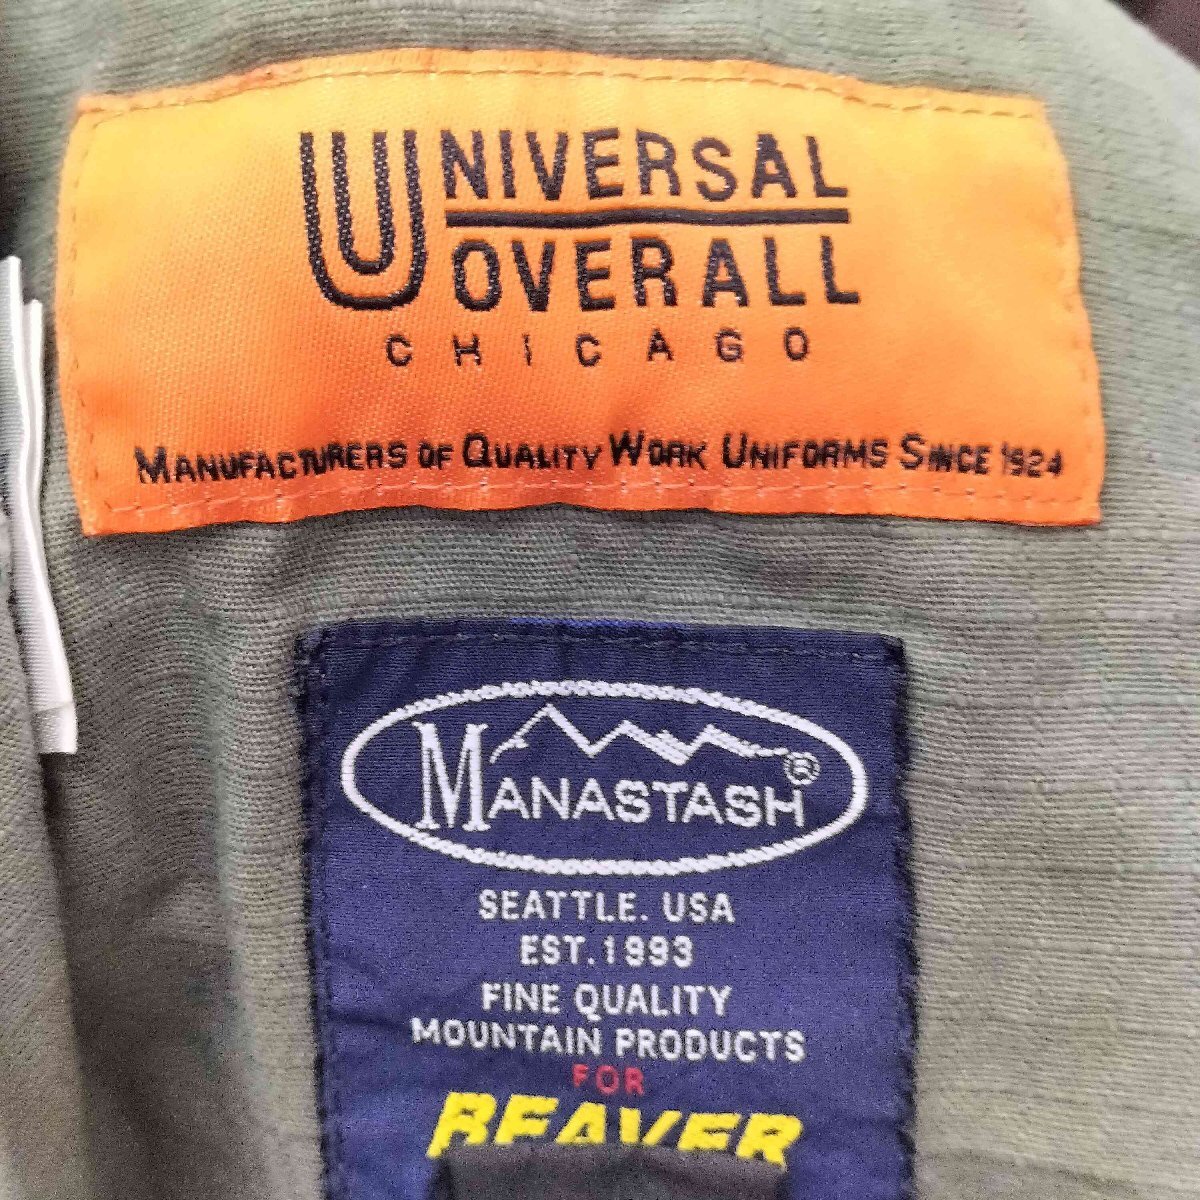 UNIVERSAL
OVERALL
CHICAGO
MANUFACTURERS OF QUALITY WORK UNIFORMS SINCE 1924
MANASTASH®
SEATTLE. USA
EST.1993
FINE QUALITY
MOUNTAIN PRODUCTS
FOR
BEAVER